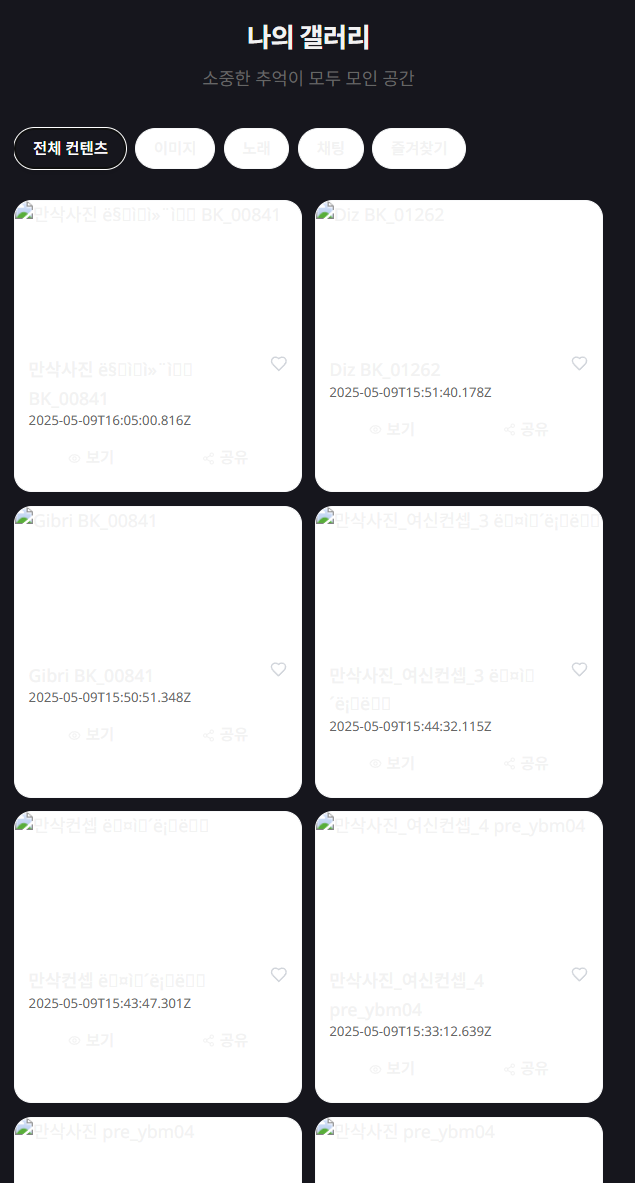 나의 갤러리
소중한 추억이 모두 모인 공간
전체 컨텐츠
이미지
노래
채팅
즐겨찾기
만삭사진 BK_00841
Diz BK_01262
만삭사진
BK_00841
2025-05-09T16:05:00.816Z
보기
공유
Diz BK_01262
2025-05-09T15:51:40.178Z
보기
공유
Gibri BK_00841
만삭사진_여신컨셉_3
Gibri BK_00841
2025-05-09T15:50:51.348Z
보기
공유
만삭사진_여신컨셉_3
2025-05-09T15:44:32.115Z
보기
공유
만삭컨셉
만삭사진_여신컨셉_4 pre_ybm04
만삭컨셉
2025-05-09T15:43:47.301Z
보기
공유
만삭사진_여신컨셉_4
pre_ybm04
2025-05-09T15:33:12.639Z
보기
공유
만삭사진 pre_ybm04
만삭사진 pre_ybm04